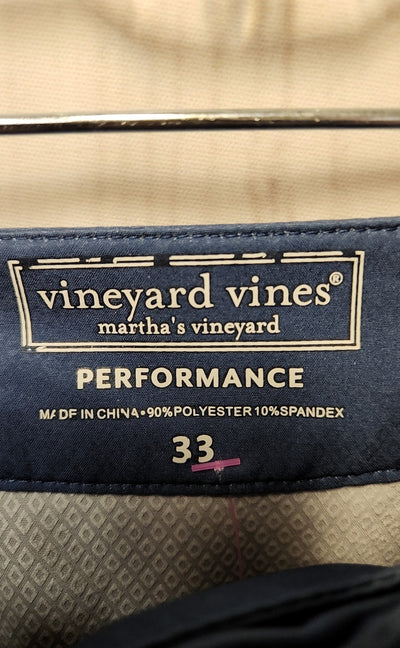 vineyard vines®
martha's vineyard
PERFORMANCE
MADE IN CHINA•90%POLYESTER 10%SPANDEX
33